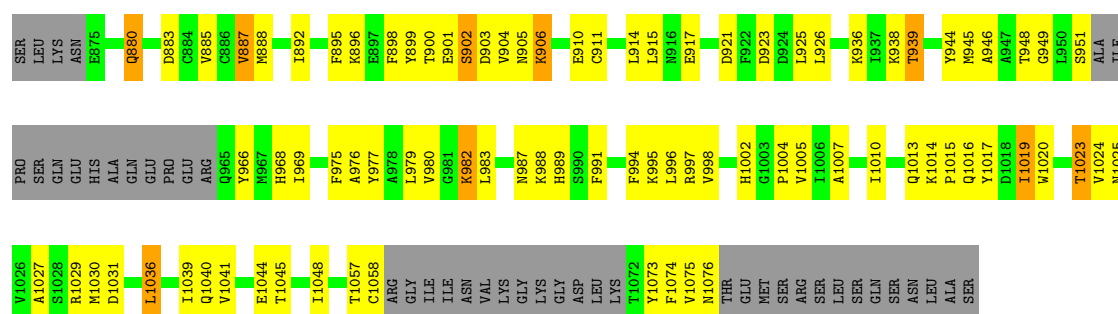 SER LEU LYS ASN E875 Q880 D883 C884 V885 C886 V887 M888 I892 F895 K896 E897 F898 Y899 T900 E901 S902 D903 V904 N905 K906 E910 C911 L914 L915 N916 E917 D921 F922 D923 D924 L925 L926 K936 I937 K938 T939 Y944 M945 A946 A947 T948 G949 L950 S951 ALA ILE
PRO SER GLN GLU HIS ALA GLN GLU PRO GLU ARG Q965 Y966 M967 H968 I969 F975 A976 Y977 A978 L979 V980 G981 K982 L983 N987 K988 H989 S990 F991 F994 K995 L996 R997 V998 H1002 G1003 P1004 V1005 I1006 A1007 I1010 Q1013 K1014 P1015 Q1016 Y1017 D1018 I1019 W1020 T1023 V1024 N1025
V1026 A1027 S1028 R1029 M1030 D1031 L1036 I1039 Q1040 V1041 E1044 T1045 I1048 T1057 C1058 ARG GLY ILE ILE ASN VAL LYS GLY LYS GLY ASP LEU LYS T1072 Y1073 F1074 V1075 N1076 THR GLU MET SER ARG SER LEU SER GLN SER ASN LEU ALA SER